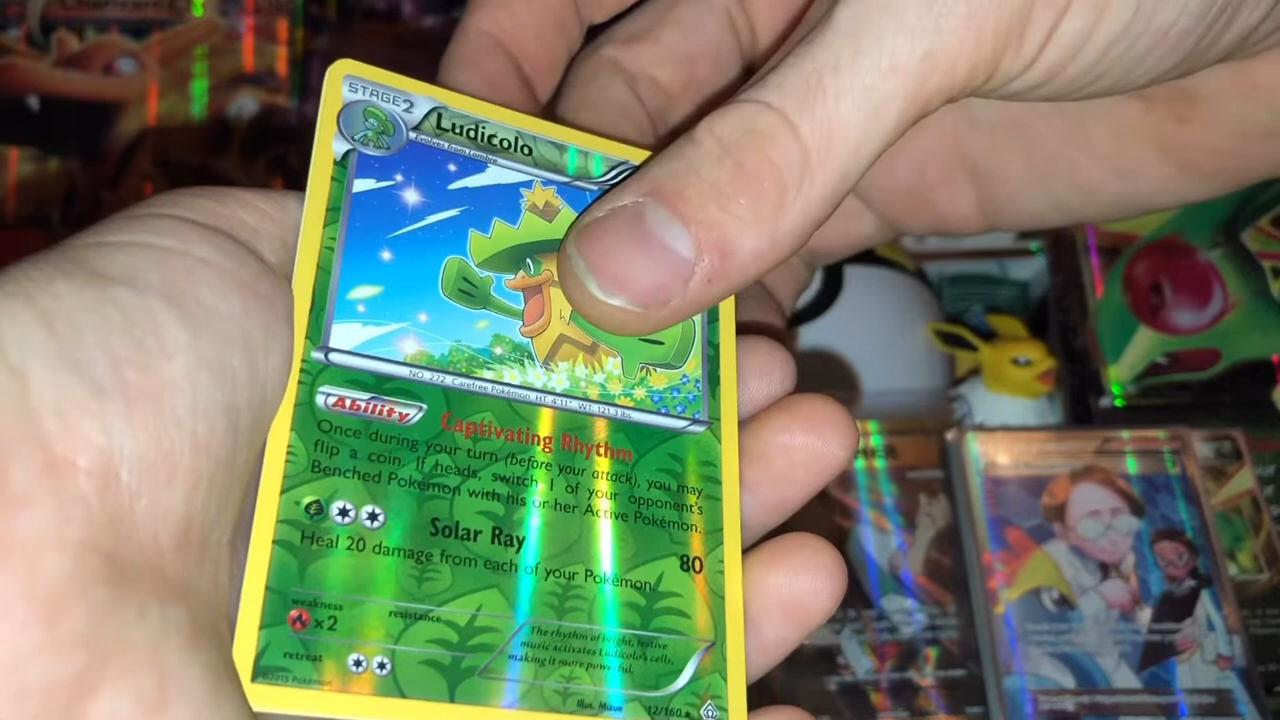 STAGE2
Ludicolo
Evolves from Lombre
NO. 272 Carefree Pokémon HT: 4'11" WT: 121.3 lbs.
Ability Captivating Rhythm
Once during your turn (before your attack), you may
flip a coin. If heads, switch 1 of your opponent's
Benched Pokémon with his or her Active Pokémon.
Solar Ray 80
Heal 20 damage from each of your Pokémon.
weakness resistance
x2
The rhythm of bright, festive
music activates Ludicolo's cells,
making it more powerful.
retreat
©2015 Pokémon
Illus. Mizue 12/160